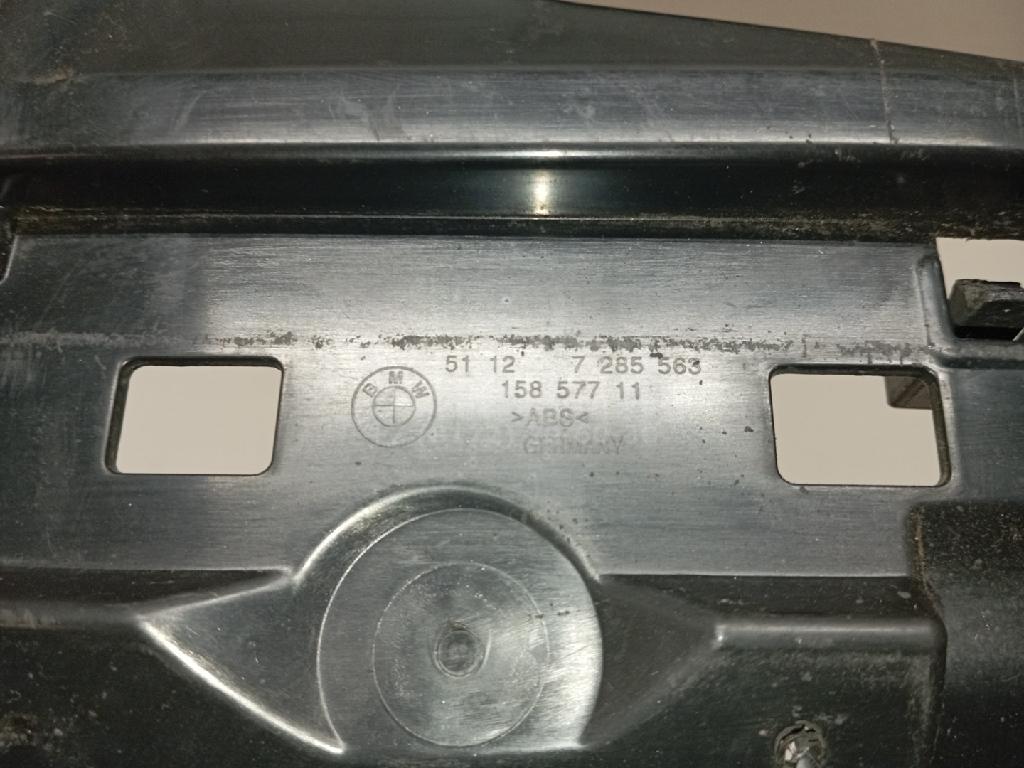 BMW
51 12 7 285 563
158 577 11
>ABS<
GERMANY